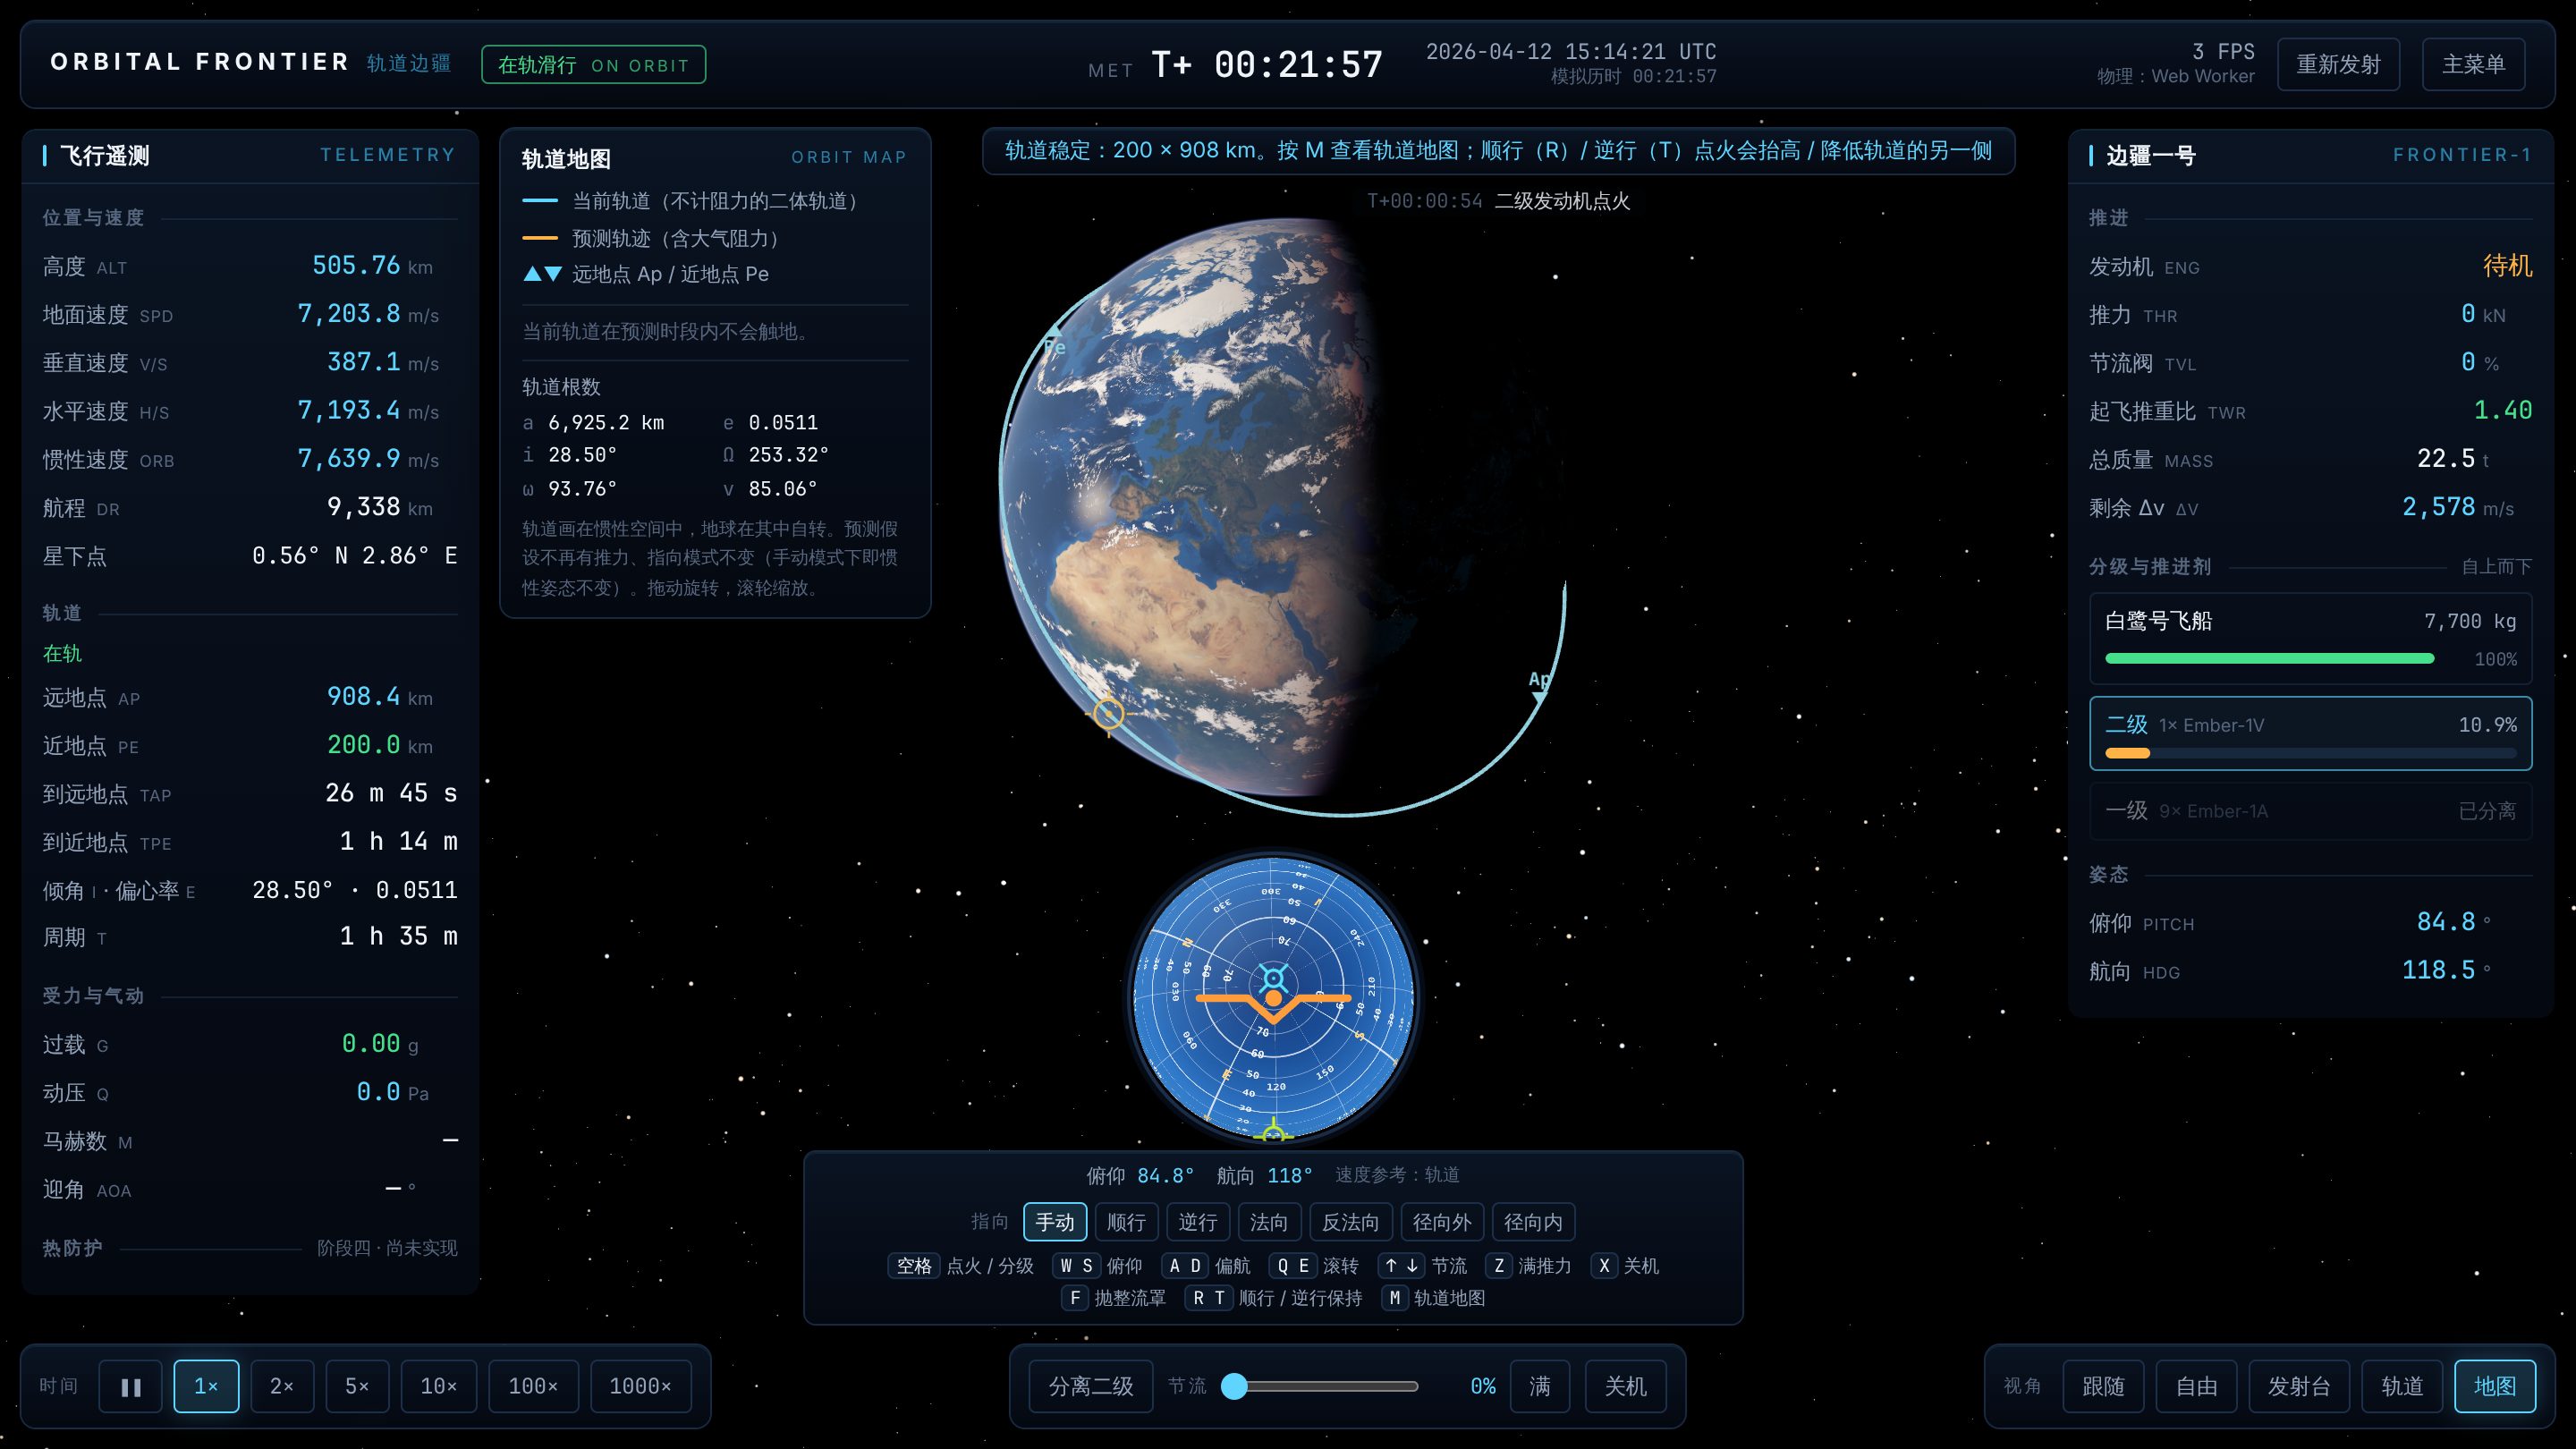 ORBITAL FRONTIER 轨道边疆 在轨滑行 ON ORBIT
MET T+ 00:21:57
2026-04-12 15:14:21 UTC
模拟历时 00:21:57
3 FPS
物理：Web Worker
重新发射 主菜单
飞行遥测 TELEMETRY
位置与速度
高度 ALT 505.76 km
地面速度 SPD 7,203.8 m/s
垂直速度 V/S 387.1 m/s
水平速度 H/S 7,193.4 m/s
惯性速度 ORB 7,639.9 m/s
航程 DR 9,338 km
星下点 0.56° N 2.86° E
轨道
在轨
远地点 AP 908.4 km
近地点 PE 200.0 km
到远地点 TAP 26 m 45 s
到近地点 TPE 1 h 14 m
倾角 I · 偏心率 E 28.50° · 0.0511
周期 T 1 h 35 m
受力与气动
过载 G 0.00 g
动压 Q 0.0 Pa
马赫数 M —
迎角 AOA — °
热防护 阶段四 · 尚未实现
轨道地图 ORBIT MAP
当前轨道（不计阻力的二体轨道）
预测轨迹（含大气阻力）
▲▼ 远地点 Ap / 近地点 Pe
当前轨道在预测时段内不会触地。
轨道根数
a 6,925.2 km e 0.0511
i 28.50° Ω 253.32°
ω 93.76° ν 85.06°
轨道画在惯性空间中，地球在其中自转。预测假
设不再有推力、指向模式不变（手动模式下即惯
性姿态不变）。拖动旋转，滚轮缩放。
轨道稳定：200 × 908 km。按 M 查看轨道地图；顺行（R）/ 逆行（T）点火会抬高 / 降低轨道的另一侧
T+00:00:54 二级发动机点火
Pe
Ap
边疆一号 FRONTIER-1
推进
发动机 ENG 待机
推力 THR 0 kN
节流阀 TVL 0 %
起飞推重比 TWR 1.40
总质量 MASS 22.5 t
剩余 Δv ΔV 2,578 m/s
分级与推进剂 自上而下
白鹭号飞船 7,700 kg
100%
二级 1× Ember-1V 10.9%
一级 9× Ember-1A 已分离
姿态
俯仰 PITCH 84.8 °
航向 HDG 118.5 °
俯仰 84.8° 航向 118° 速度参考：轨道
指向 手动 顺行 逆行 法向 反法向 径向外 径向内
空格 点火 / 分级 W S 俯仰 A D 偏航 Q E 滚转 ↑ ↓ 节流 Z 满推力 X 关机
F 抛整流罩 R T 顺行 / 逆行保持 M 轨道地图
时间 1× 2× 5× 10× 100× 1000×
分离二级 节流 0% 满 关机
视角 跟随 自由 发射台 轨道 地图